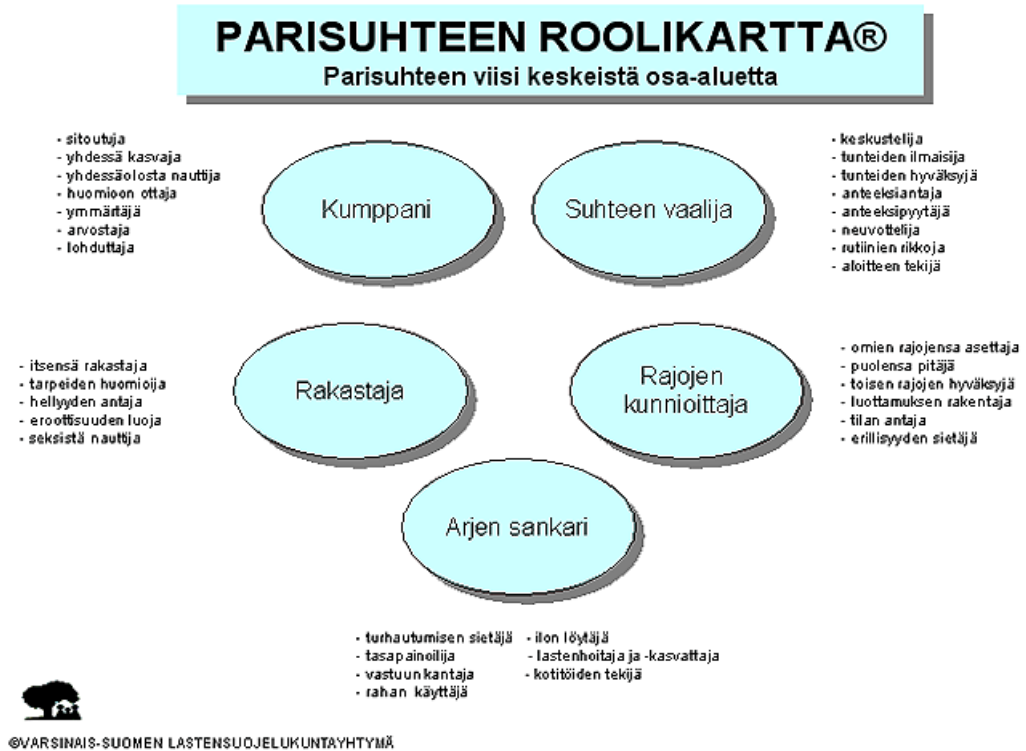 PARISUHTEEN ROOLIKARTTA®
Parisuhteen viisi keskeistä osa-aluetta
- sitoutuja
- yhdessä kasvaja
- yhdessäolosta nauttija
- huomioon ottaja
- ymmärtäjä
- arvostaja
- lohduttaja
Kumppani
Suhteen vaalija
- keskustelija
- tunteiden ilmaisija
- tunteiden hyväksyjä
- anteeksiantaja
- anteeksipyytäjä
- neuvottelija
- rutiinien rikkoja
- aloitteen tekijä
- itsensä rakastaja
- tarpeiden huomioija
- hellyyden antaja
- eroottisuuden luoja
- seksistä nauttija
Rakastaja
Rajojen
kunnioittaja
- omien rajojensa asettaja
- puolensa pitäjä
- toisen rajojen hyväksyjä
- luottamuksen rakentaja
- tilan antaja
- erillisyyden sietäjä
Arjen sankari
- turhautumisen sietäjä - ilon löytäjä
- tasapainoilija - lastenhoitaja ja -kasvattaja
- vastuun kantaja - kotitöiden tekijä
- rahan käyttäjä
©VARSINAIS-SUOMEN LASTENSUOJELUKUNTAYHTYMÄ